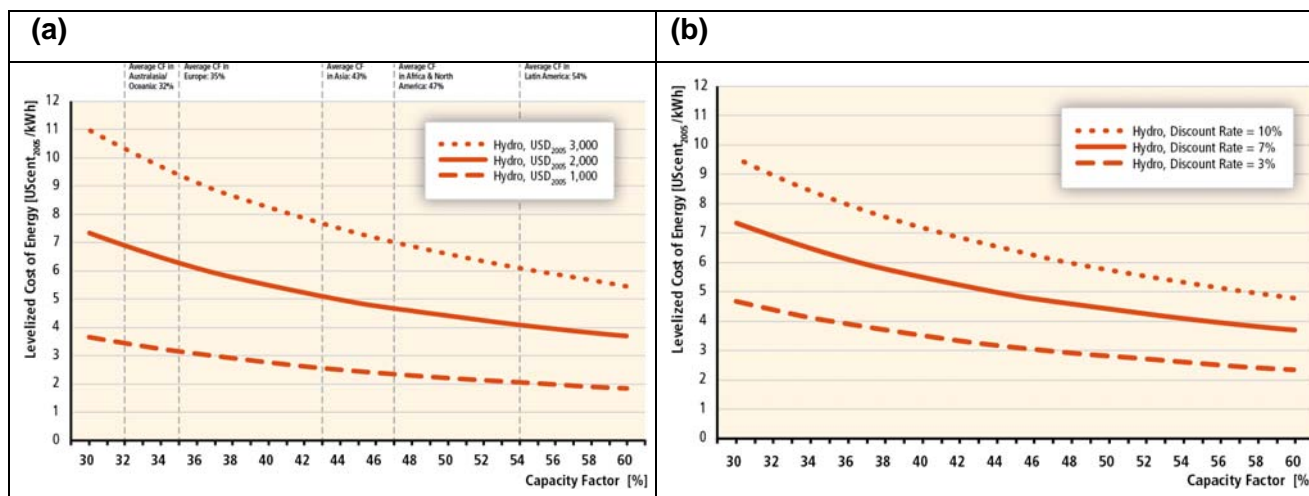 (a)
(b)
Average CF in
Australasia/
Oceania: 32%
Average CF in
Europe: 35%
Average CF
in Asia: 43%
Average CF
in Africa & North
America: 47%
Average CF
in Latin America: 54%
Levelized Cost of Energy [UScent2005/kWh]
12
11
10
9
8
7
6
5
4
3
2
1
0
Hydro, USD2005 3,000
Hydro, USD2005 2,000
Hydro, USD2005 1,000
30 32 34 36 38 40 42 44 46 48 50 52 54 56 58 60
Capacity Factor [%]
Levelized Cost of Energy [UScent2005/kWh]
12
11
10
9
8
7
6
5
4
3
2
1
0
Hydro, Discount Rate = 10%
Hydro, Discount Rate = 7%
Hydro, Discount Rate = 3%
30 32 34 36 38 40 42 44 46 48 50 52 54 56 58 60
Capacity Factor [%]